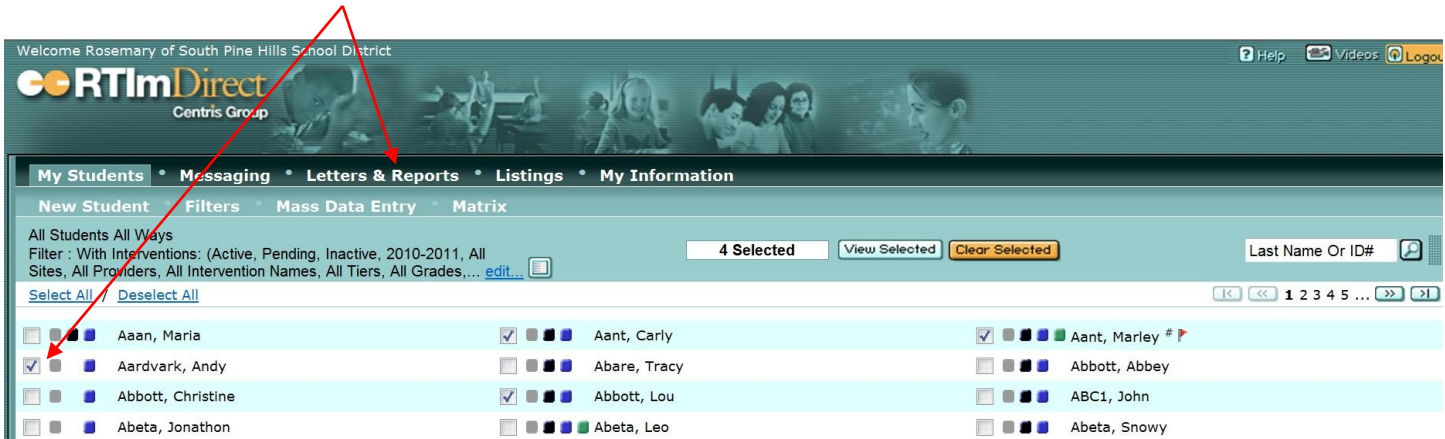 Welcome Rosemary of South Pine Hills School District
? Help Videos Logou
RTImDirect
Centris Group
My Students • Messaging • Letters & Reports • Listings • My Information
New Student • Filters • Mass Data Entry • Matrix
All Students All Ways
Filter : With Interventions: (Active, Pending, Inactive, 2010-2011, All
Sites, All Providers, All Intervention Names, All Tiers, All Grades,... edit...
4 Selected View Selected Clear Selected Last Name Or ID#
Select All / Deselect All
1 2 3 4 5 ...
Aaan, Maria Aant, Carly Aant, Marley #
Aardvark, Andy Abare, Tracy Abbott, Abbey
Abbott, Christine Abbott, Lou ABC1, John
Abeta, Jonathon Abeta, Leo Abeta, Snowy